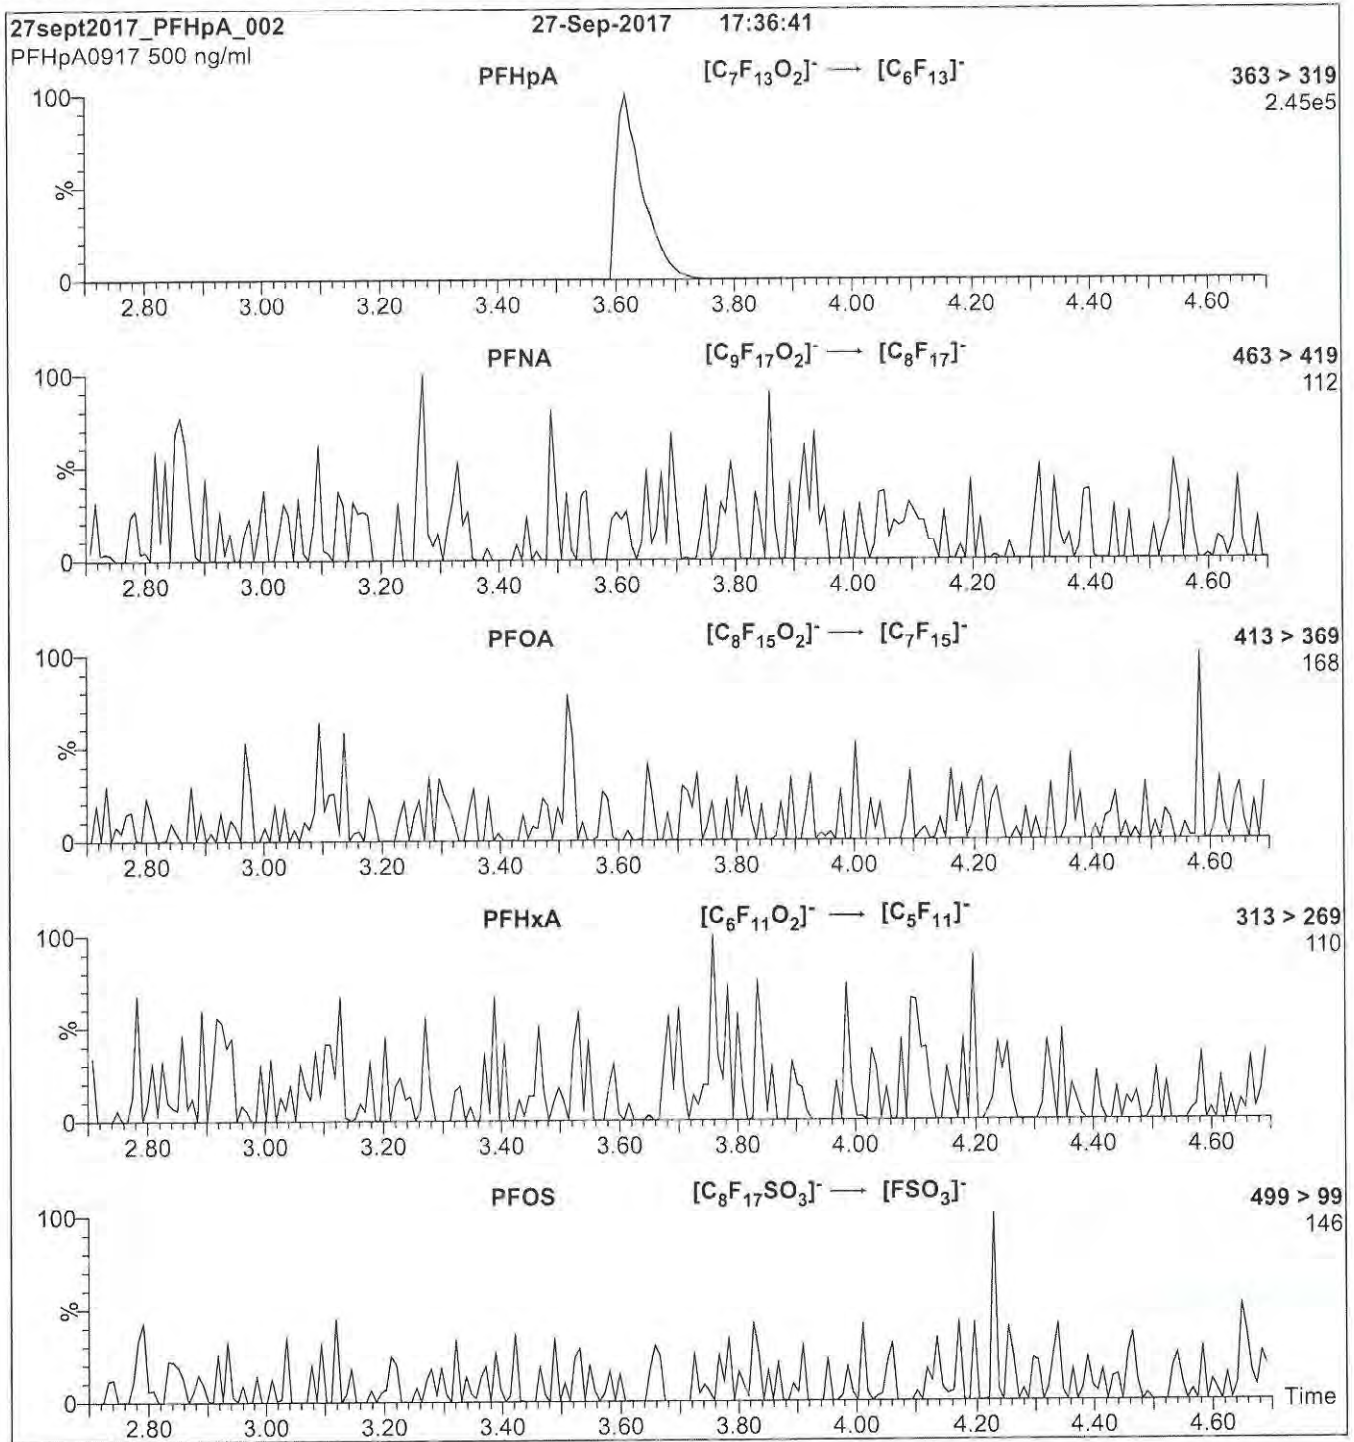 27sept2017_PFHpA_002 27-Sep-2017 17:36:41
PFHpA0917 500 ng/ml
PFHpA [C₇F₁₃O₂]⁻ ⟶ [C₆F₁₃]⁻ 363 > 319
2.45e5
100
%
0
2.80 3.00 3.20 3.40 3.60 3.80 4.00 4.20 4.40 4.60
PFNA [C₉F₁₇O₂]⁻ ⟶ [C₈F₁₇]⁻ 463 > 419
112
100
%
0
2.80 3.00 3.20 3.40 3.60 3.80 4.00 4.20 4.40 4.60
PFOA [C₈F₁₅O₂]⁻ ⟶ [C₇F₁₅]⁻ 413 > 369
168
100
%
0
2.80 3.00 3.20 3.40 3.60 3.80 4.00 4.20 4.40 4.60
PFHxA [C₆F₁₁O₂]⁻ ⟶ [C₅F₁₁]⁻ 313 > 269
110
100
%
0
2.80 3.00 3.20 3.40 3.60 3.80 4.00 4.20 4.40 4.60
PFOS [C₈F₁₇SO₃]⁻ ⟶ [FSO₃]⁻ 499 > 99
146
100
%
0 Time
2.80 3.00 3.20 3.40 3.60 3.80 4.00 4.20 4.40 4.60